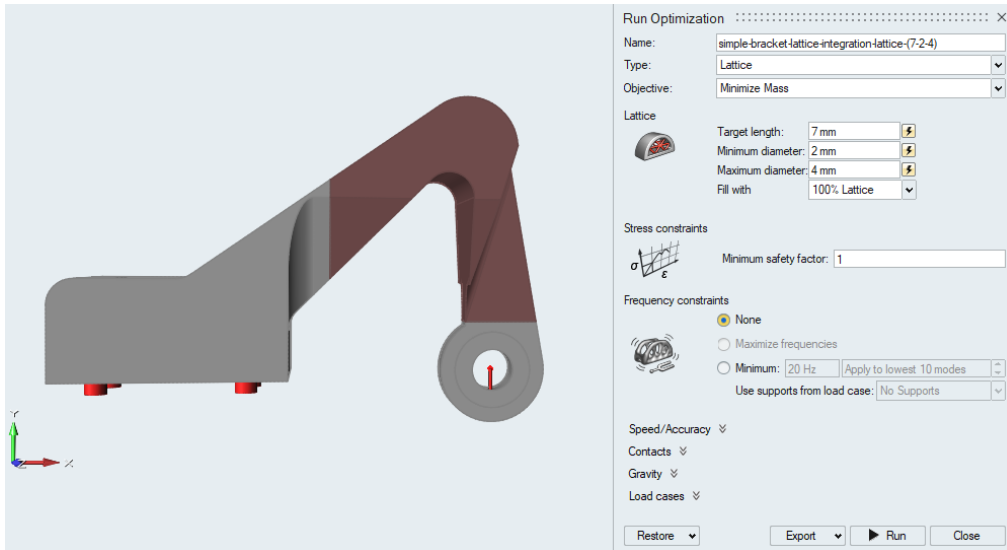 Run Optimization
Name: simple-bracket-lattice-integration-lattice-(7-2-4)
Type: Lattice
Objective: Minimize Mass
Lattice
Target length: 7 mm
Minimum diameter: 2 mm
Maximum diameter: 4 mm
Fill with 100% Lattice
Stress constraints
σ ε
Minimum safety factor: 1
Frequency constraints
None
Maximize frequencies
Minimum: 20 Hz Apply to lowest 10 modes
Use supports from load case: No Supports
Speed/Accuracy
Contacts
Gravity
Load cases
Y
Z X
Restore Export Run Close